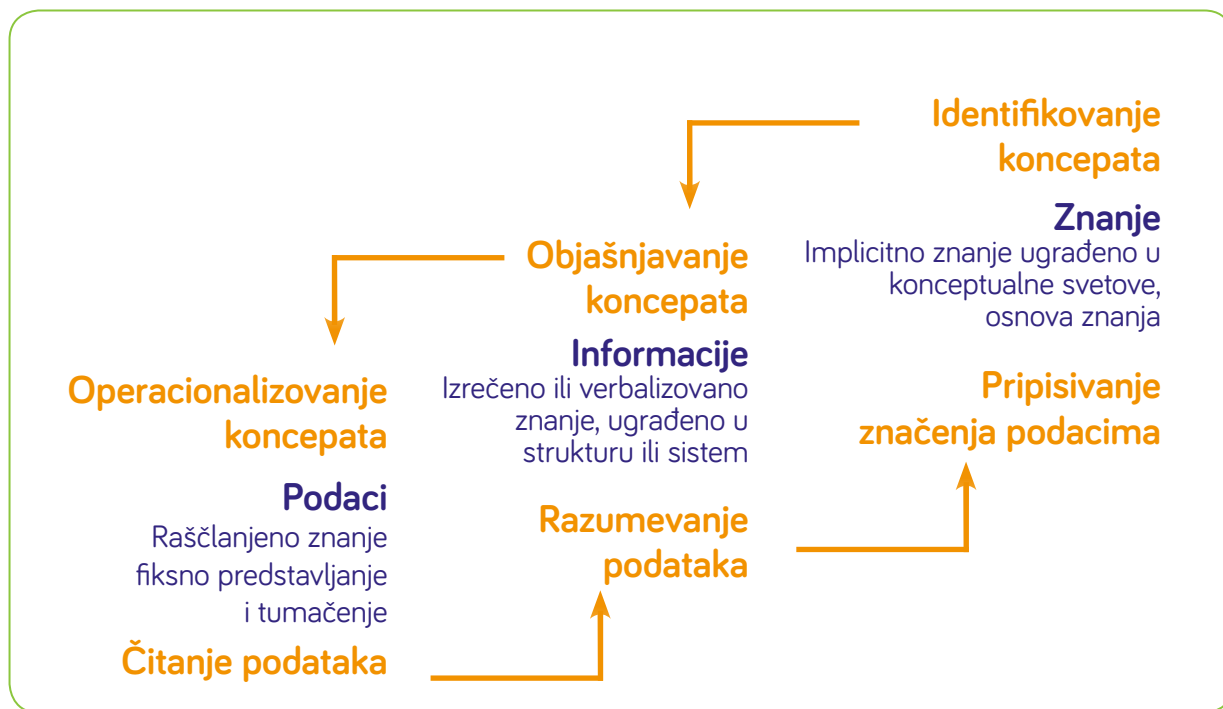 Identifikovanje
koncepata
Znanje
Implicitno znanje ugrađeno u
konceptualne svetove,
osnova znanja
Pripisivanje
značenja podacima
Objašnjavanje
koncepata
Informacije
Izrečeno ili verbalizovano
znanje, ugrađeno u
strukturu ili sistem
Razumevanje
podataka
Operacionalizovanje
koncepata
Podaci
Raščlanjeno znanje
fiksno predstavljanje
i tumačenje
Čitanje podataka